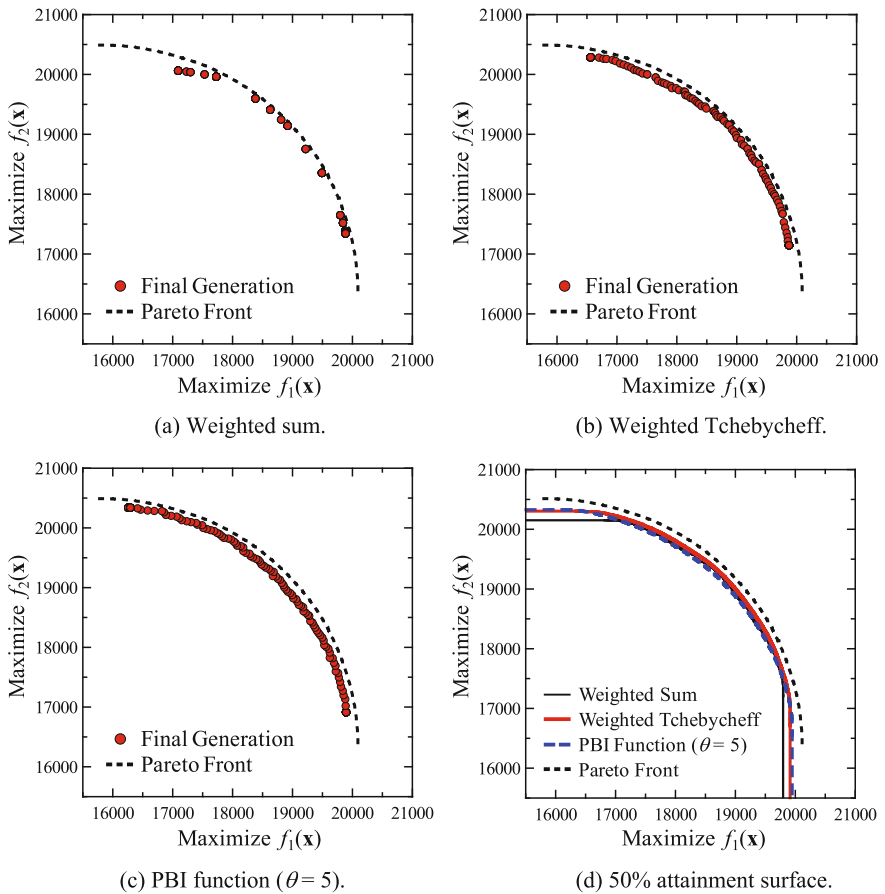 21000
20000
19000
18000
17000
16000
Maximize f2(x)
Final Generation
Pareto Front
16000 17000 18000 19000 20000 21000
Maximize f1(x)
(a) Weighted sum.
21000
20000
19000
18000
17000
16000
Maximize f2(x)
Final Generation
Pareto Front
16000 17000 18000 19000 20000 21000
Maximize f1(x)
(b) Weighted Tchebycheff.
21000
20000
19000
18000
17000
16000
Maximize f2(x)
Final Generation
Pareto Front
16000 17000 18000 19000 20000 21000
Maximize f1(x)
(c) PBI function (θ = 5).
21000
20000
19000
18000
17000
16000
Maximize f2(x)
Weighted Sum
Weighted Tchebycheff
PBI Function (θ = 5)
Pareto Front
16000 17000 18000 19000 20000 21000
Maximize f1(x)
(d) 50% attainment surface.